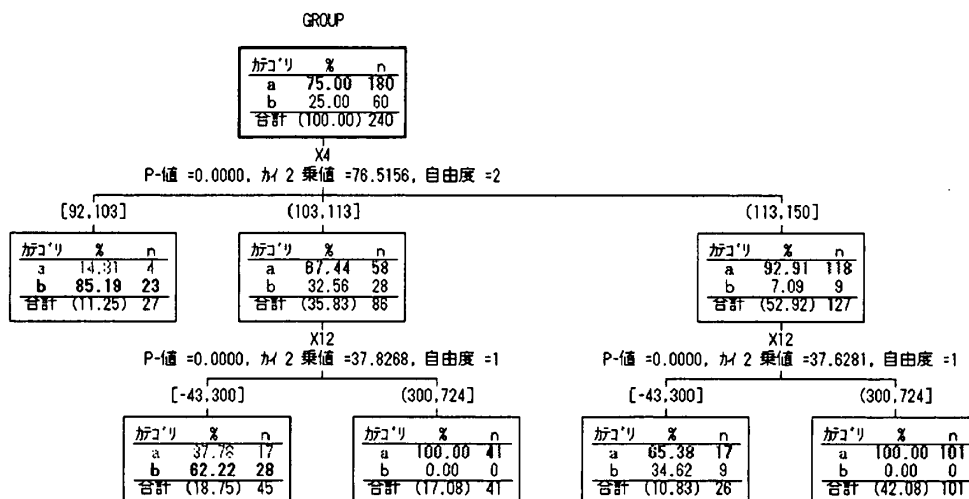 GROUP
カテゴリ % n
a 75.00 180
b 25.00 60
合計 (100.00) 240
X4
P-値 =0.0000, カイ2乗値 =76.5156, 自由度 =2
[92,103] (103,113] (113,150]
カテゴリ % n カテゴリ % n カテゴリ % n
a 14.81 4 a 67.44 58 a 92.91 118
b 85.19 23 b 32.56 28 b 7.09 9
合計 (11.25) 27 合計 (35.83) 86 合計 (52.92) 127
X12 X12
P-値 =0.0000, カイ2乗値 =37.8268, 自由度 =1 P-値 =0.0000, カイ2乗値 =37.6281, 自由度 =1
[-43,300] (300,724] [-43,300] (300,724]
カテゴリ % n カテゴリ % n カテゴリ % n カテゴリ % n
a 37.78 17 a 100.00 41 a 65.38 17 a 100.00 101
b 62.22 28 b 0.00 0 b 34.62 9 b 0.00 0
合計 (18.75) 45 合計 (17.08) 41 合計 (10.83) 26 合計 (42.08) 101